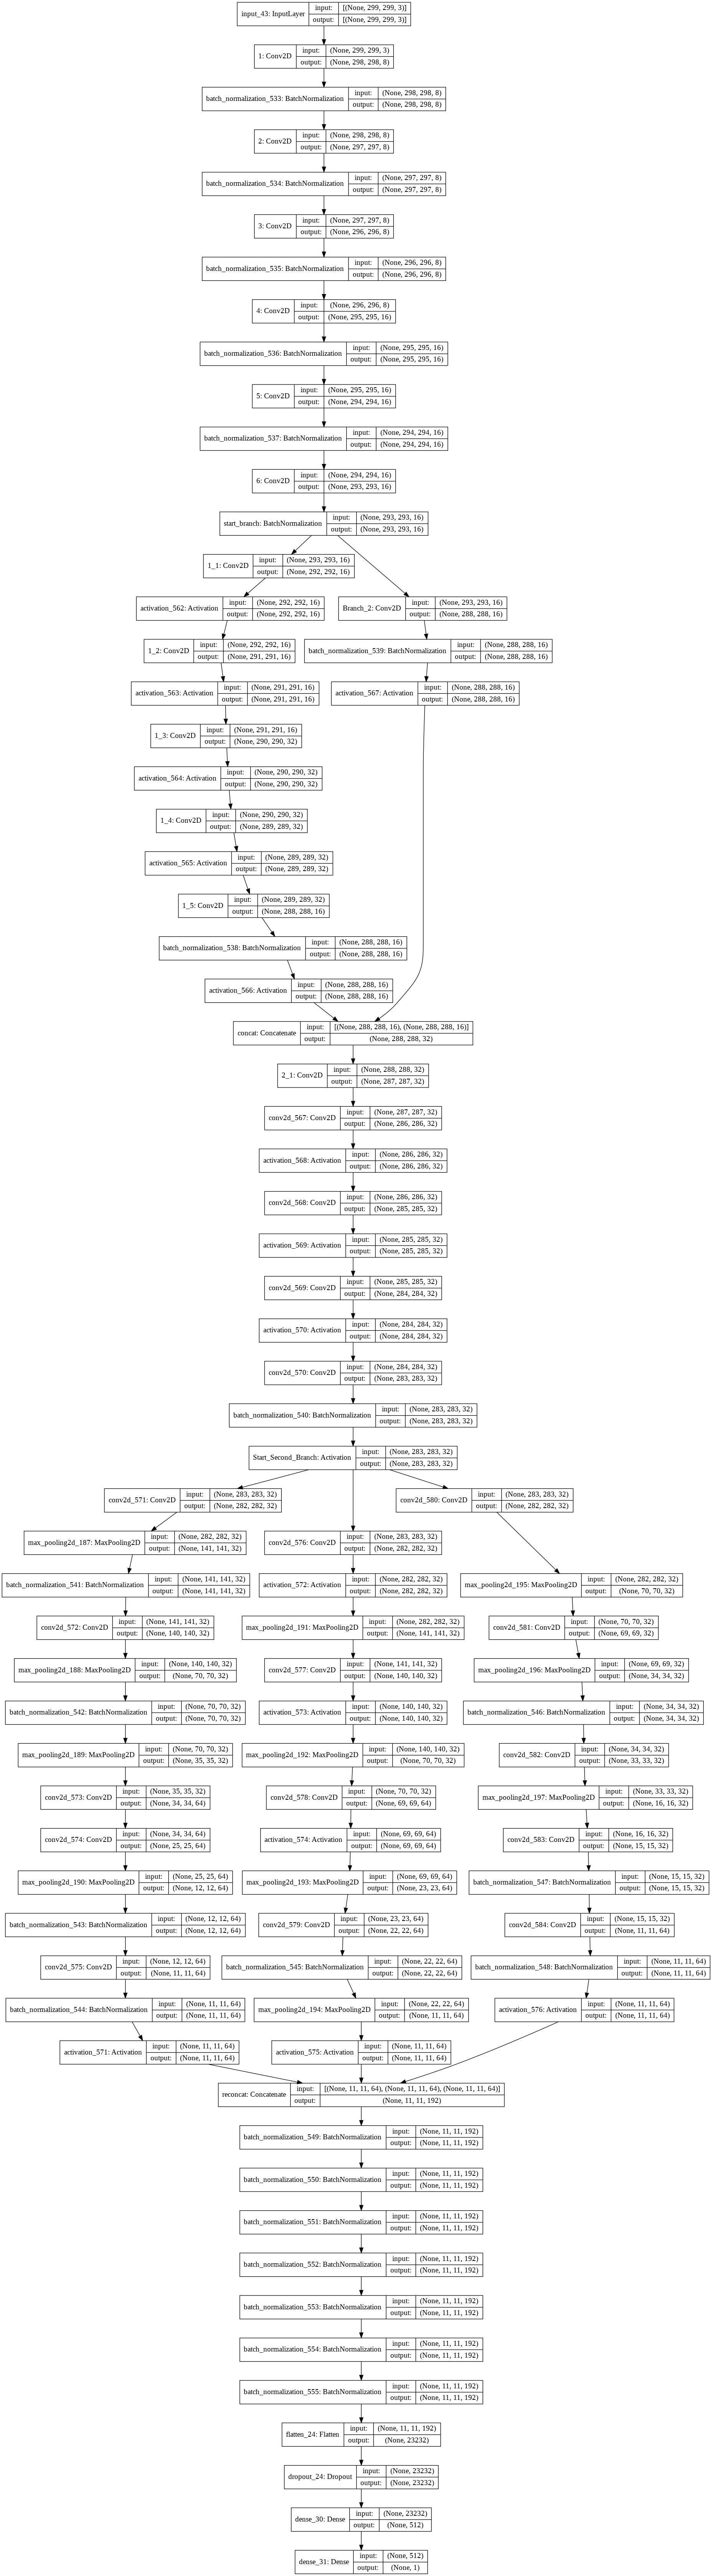 input_43: InputLayer
input:
[(None, 299, 299, 3)]
output:
[(None, 299, 299, 3)]
1: Conv2D
input:
(None, 299, 299, 3)
output:
(None, 298, 298, 8)
batch_normalization_533: BatchNormalization
input:
(None, 298, 298, 8)
output:
(None, 298, 298, 8)
2: Conv2D
input:
(None, 298, 298, 8)
output:
(None, 297, 297, 8)
batch_normalization_534: BatchNormalization
input:
(None, 297, 297, 8)
output:
(None, 297, 297, 8)
3: Conv2D
input:
(None, 297, 297, 8)
output:
(None, 296, 296, 8)
batch_normalization_535: BatchNormalization
input:
(None, 296, 296, 8)
output:
(None, 296, 296, 8)
4: Conv2D
input:
(None, 296, 296, 8)
output:
(None, 295, 295, 16)
batch_normalization_536: BatchNormalization
input:
(None, 295, 295, 16)
output:
(None, 295, 295, 16)
5: Conv2D
input:
(None, 295, 295, 16)
output:
(None, 294, 294, 16)
batch_normalization_537: BatchNormalization
input:
(None, 294, 294, 16)
output:
(None, 294, 294, 16)
6: Conv2D
input:
(None, 294, 294, 16)
output:
(None, 293, 293, 16)
start_branch: BatchNormalization
input:
(None, 293, 293, 16)
output:
(None, 293, 293, 16)
1_1: Conv2D
input:
(None, 293, 293, 16)
output:
(None, 292, 292, 16)
activation_562: Activation
input:
(None, 292, 292, 16)
output:
(None, 292, 292, 16)
Branch_2: Conv2D
input:
(None, 293, 293, 16)
output:
(None, 288, 288, 16)
1_2: Conv2D
input:
(None, 292, 292, 16)
output:
(None, 291, 291, 16)
batch_normalization_539: BatchNormalization
input:
(None, 288, 288, 16)
output:
(None, 288, 288, 16)
activation_563: Activation
input:
(None, 291, 291, 16)
output:
(None, 291, 291, 16)
activation_567: Activation
input:
(None, 288, 288, 16)
output:
(None, 288, 288, 16)
1_3: Conv2D
input:
(None, 291, 291, 16)
output:
(None, 290, 290, 32)
activation_564: Activation
input:
(None, 290, 290, 32)
output:
(None, 290, 290, 32)
1_4: Conv2D
input:
(None, 290, 290, 32)
output:
(None, 289, 289, 32)
activation_565: Activation
input:
(None, 289, 289, 32)
output:
(None, 289, 289, 32)
1_5: Conv2D
input:
(None, 289, 289, 32)
output:
(None, 288, 288, 16)
batch_normalization_538: BatchNormalization
input:
(None, 288, 288, 16)
output:
(None, 288, 288, 16)
activation_566: Activation
input:
(None, 288, 288, 16)
output:
(None, 288, 288, 16)
concat: Concatenate
input:
[(None, 288, 288, 16), (None, 288, 288, 16)]
output:
(None, 288, 288, 32)
2_1: Conv2D
input:
(None, 288, 288, 32)
output:
(None, 287, 287, 32)
conv2d_567: Conv2D
input:
(None, 287, 287, 32)
output:
(None, 286, 286, 32)
activation_568: Activation
input:
(None, 286, 286, 32)
output:
(None, 286, 286, 32)
conv2d_568: Conv2D
input:
(None, 286, 286, 32)
output:
(None, 285, 285, 32)
activation_569: Activation
input:
(None, 285, 285, 32)
output:
(None, 285, 285, 32)
conv2d_569: Conv2D
input:
(None, 285, 285, 32)
output:
(None, 284, 284, 32)
activation_570: Activation
input:
(None, 284, 284, 32)
output:
(None, 284, 284, 32)
conv2d_570: Conv2D
input:
(None, 284, 284, 32)
output:
(None, 283, 283, 32)
batch_normalization_540: BatchNormalization
input:
(None, 283, 283, 32)
output:
(None, 283, 283, 32)
Start_Second_Branch: Activation
input:
(None, 283, 283, 32)
output:
(None, 283, 283, 32)
conv2d_571: Conv2D
input:
(None, 283, 283, 32)
output:
(None, 282, 282, 32)
conv2d_580: Conv2D
input:
(None, 283, 283, 32)
output:
(None, 282, 282, 32)
max_pooling2d_187: MaxPooling2D
input:
(None, 282, 282, 32)
output:
(None, 141, 141, 32)
conv2d_576: Conv2D
input:
(None, 283, 283, 32)
output:
(None, 282, 282, 32)
batch_normalization_541: BatchNormalization
input:
(None, 141, 141, 32)
output:
(None, 141, 141, 32)
activation_572: Activation
input:
(None, 282, 282, 32)
output:
(None, 282, 282, 32)
max_pooling2d_195: MaxPooling2D
input:
(None, 282, 282, 32)
output:
(None, 70, 70, 32)
conv2d_572: Conv2D
input:
(None, 141, 141, 32)
output:
(None, 140, 140, 32)
max_pooling2d_191: MaxPooling2D
input:
(None, 282, 282, 32)
output:
(None, 141, 141, 32)
conv2d_581: Conv2D
input:
(None, 70, 70, 32)
output:
(None, 69, 69, 32)
max_pooling2d_188: MaxPooling2D
input:
(None, 140, 140, 32)
output:
(None, 70, 70, 32)
conv2d_577: Conv2D
input:
(None, 141, 141, 32)
output:
(None, 140, 140, 32)
max_pooling2d_196: MaxPooling2D
input:
(None, 69, 69, 32)
output:
(None, 34, 34, 32)
batch_normalization_542: BatchNormalization
input:
(None, 70, 70, 32)
output:
(None, 70, 70, 32)
activation_573: Activation
input:
(None, 140, 140, 32)
output:
(None, 140, 140, 32)
batch_normalization_546: BatchNormalization
input:
(None, 34, 34, 32)
output:
(None, 34, 34, 32)
max_pooling2d_189: MaxPooling2D
input:
(None, 70, 70, 32)
output:
(None, 35, 35, 32)
max_pooling2d_192: MaxPooling2D
input:
(None, 140, 140, 32)
output:
(None, 70, 70, 32)
conv2d_582: Conv2D
input:
(None, 34, 34, 32)
output:
(None, 33, 33, 32)
conv2d_573: Conv2D
input:
(None, 35, 35, 32)
output:
(None, 34, 34, 64)
conv2d_578: Conv2D
input:
(None, 70, 70, 32)
output:
(None, 69, 69, 64)
max_pooling2d_197: MaxPooling2D
input:
(None, 33, 33, 32)
output:
(None, 16, 16, 32)
conv2d_574: Conv2D
input:
(None, 34, 34, 64)
output:
(None, 25, 25, 64)
activation_574: Activation
input:
(None, 69, 69, 64)
output:
(None, 69, 69, 64)
conv2d_583: Conv2D
input:
(None, 16, 16, 32)
output:
(None, 15, 15, 32)
max_pooling2d_190: MaxPooling2D
input:
(None, 25, 25, 64)
output:
(None, 12, 12, 64)
max_pooling2d_193: MaxPooling2D
input:
(None, 69, 69, 64)
output:
(None, 23, 23, 64)
batch_normalization_547: BatchNormalization
input:
(None, 15, 15, 32)
output:
(None, 15, 15, 32)
batch_normalization_543: BatchNormalization
input:
(None, 12, 12, 64)
output:
(None, 12, 12, 64)
conv2d_579: Conv2D
input:
(None, 23, 23, 64)
output:
(None, 22, 22, 64)
conv2d_584: Conv2D
input:
(None, 15, 15, 32)
output:
(None, 11, 11, 64)
conv2d_575: Conv2D
input:
(None, 12, 12, 64)
output:
(None, 11, 11, 64)
batch_normalization_545: BatchNormalization
input:
(None, 22, 22, 64)
output:
(None, 22, 22, 64)
batch_normalization_548: BatchNormalization
input:
(None, 11, 11, 64)
output:
(None, 11, 11, 64)
batch_normalization_544: BatchNormalization
input:
(None, 11, 11, 64)
output:
(None, 11, 11, 64)
max_pooling2d_194: MaxPooling2D
input:
(None, 22, 22, 64)
output:
(None, 11, 11, 64)
activation_576: Activation
input:
(None, 11, 11, 64)
output:
(None, 11, 11, 64)
activation_571: Activation
input:
(None, 11, 11, 64)
output:
(None, 11, 11, 64)
activation_575: Activation
input:
(None, 11, 11, 64)
output:
(None, 11, 11, 64)
reconcat: Concatenate
input:
[(None, 11, 11, 64), (None, 11, 11, 64), (None, 11, 11, 64)]
output:
(None, 11, 11, 192)
batch_normalization_549: BatchNormalization
input:
(None, 11, 11, 192)
output:
(None, 11, 11, 192)
batch_normalization_550: BatchNormalization
input:
(None, 11, 11, 192)
output:
(None, 11, 11, 192)
batch_normalization_551: BatchNormalization
input:
(None, 11, 11, 192)
output:
(None, 11, 11, 192)
batch_normalization_552: BatchNormalization
input:
(None, 11, 11, 192)
output:
(None, 11, 11, 192)
batch_normalization_553: BatchNormalization
input:
(None, 11, 11, 192)
output:
(None, 11, 11, 192)
batch_normalization_554: BatchNormalization
input:
(None, 11, 11, 192)
output:
(None, 11, 11, 192)
batch_normalization_555: BatchNormalization
input:
(None, 11, 11, 192)
output:
(None, 11, 11, 192)
flatten_24: Flatten
input:
(None, 11, 11, 192)
output:
(None, 23232)
dropout_24: Dropout
input:
(None, 23232)
output:
(None, 23232)
dense_30: Dense
input:
(None, 23232)
output:
(None, 512)
dense_31: Dense
input:
(None, 512)
output:
(None, 1)